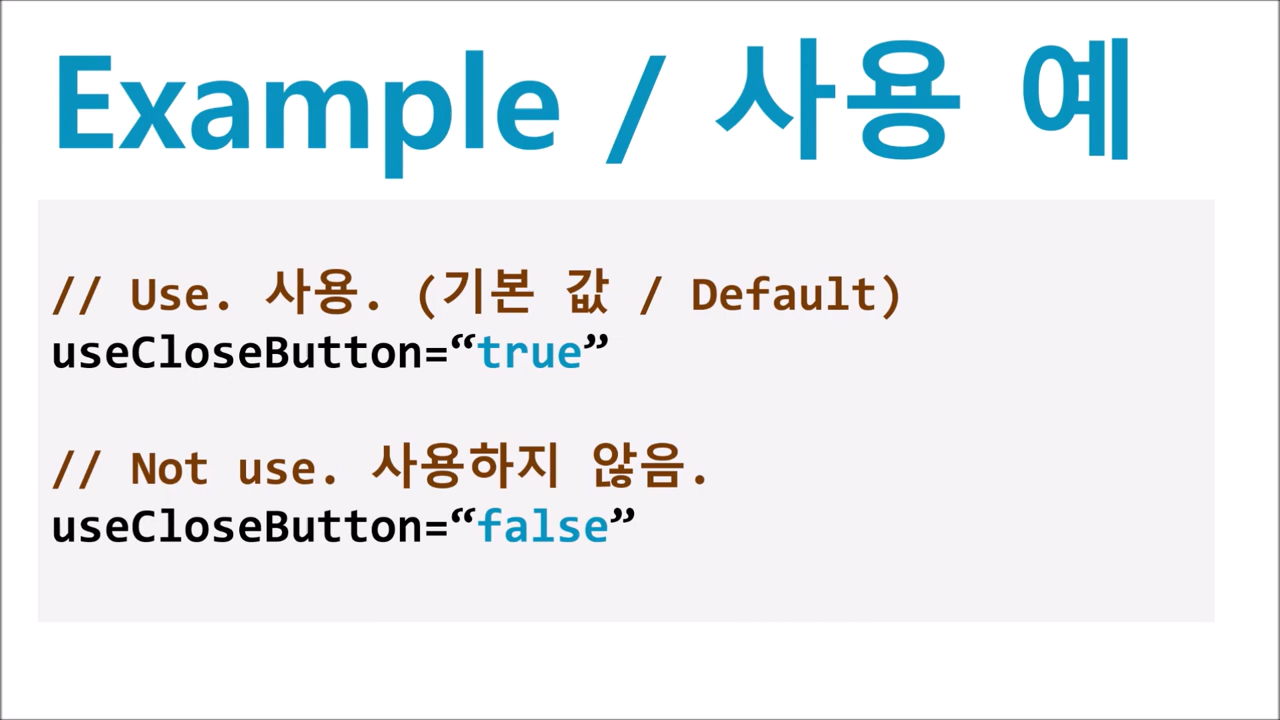 Example / 사용 예
// Use. 사용. (기본 값 / Default)
useCloseButton=“true”
// Not use. 사용하지 않음.
useCloseButton=“false”